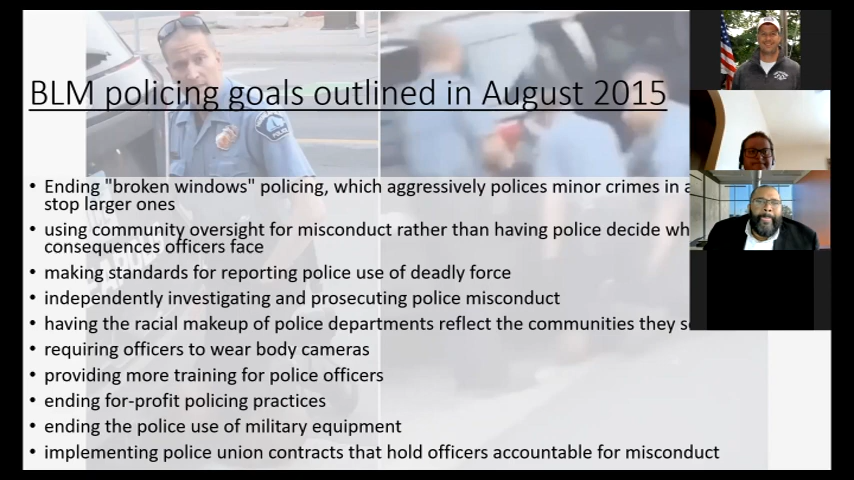 BLM policing goals outlined in August 2015
• Ending "broken windows" policing, which aggressively polices minor crimes in
stop larger ones
• using community oversight for misconduct rather than having police decide
consequences officers face
• making standards for reporting police use of deadly force
• independently investigating and prosecuting police misconduct
• having the racial makeup of police departments reflect the communities they
• requiring officers to wear body cameras
• providing more training for police officers
• ending for-profit policing practices
• ending the police use of military equipment
• implementing police union contracts that hold officers accountable for misconduct